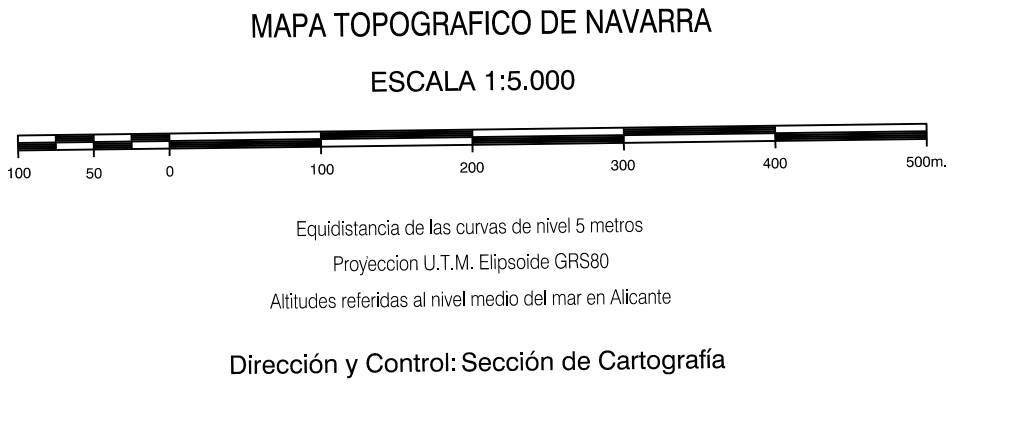 MAPA TOPOGRAFICO DE NAVARRA
ESCALA 1:5.000
100 50 0 100 200 300 400 500m.
Equidistancia de las curvas de nivel 5 metros
Proyeccion U.T.M. Elipsoide GRS80
Altitudes referidas al nivel medio del mar en Alicante
Dirección y Control: Sección de Cartografía